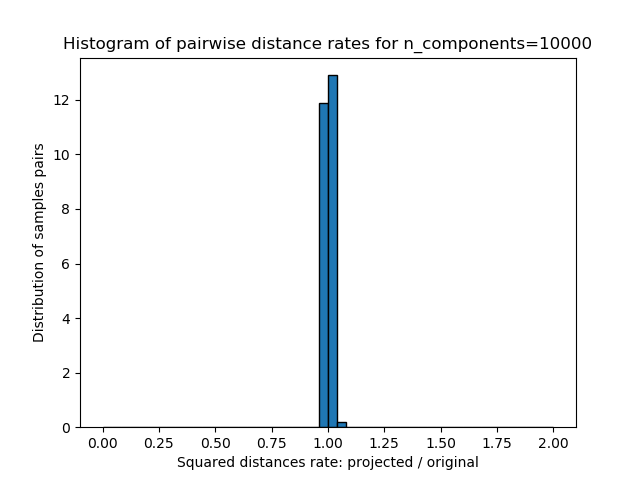 Histogram of pairwise distance rates for n_components=10000
Distribution of samples pairs
12
10
8
6
4
2
0
0.00 0.25 0.50 0.75 1.00 1.25 1.50 1.75 2.00
Squared distances rate: projected / original